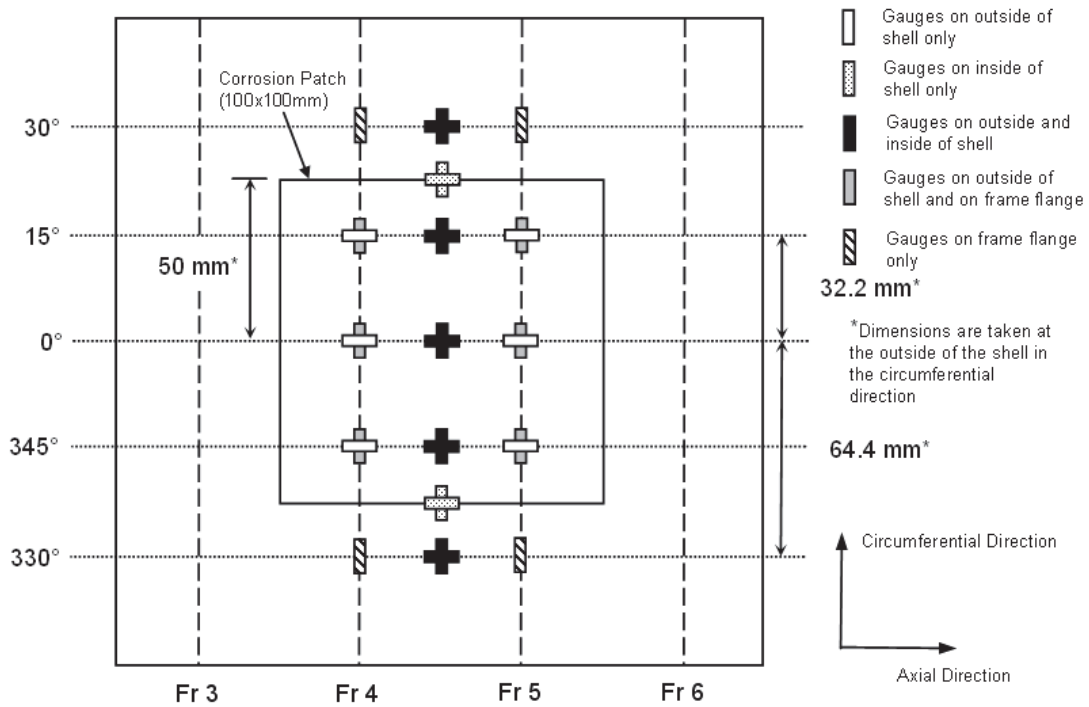 Gauges on outside of
shell only
Gauges on inside of
shell only
Gauges on outside and
inside of shell
Gauges on outside of
shell and on frame flange
Gauges on frame flange
only
Corrosion Patch
(100x100mm)
30°
15°
50 mm*
32.2 mm*
0°
*Dimensions are taken at
the outside of the shell in
the circumferential
direction
345°
64.4 mm*
330°
Circumferential Direction
Axial Direction
Fr 3
Fr 4
Fr 5
Fr 6